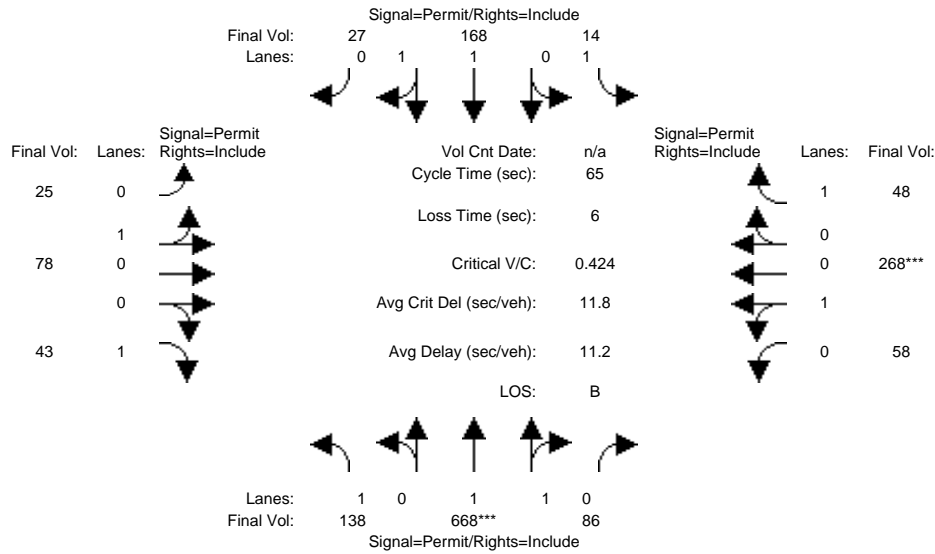 Signal=Permit/Rights=Include
Final Vol: 27 168 14
Lanes: 0 1 1 0 1
Signal=Permit
Final Vol: Lanes: Rights=Include
Vol Cnt Date: n/a
Signal=Permit
Rights=Include Lanes: Final Vol:
Cycle Time (sec): 65
25 0
1 48
Loss Time (sec): 6
1
0
78 0
Critical V/C: 0.424
0 268***
0
Avg Crit Del (sec/veh): 11.8
1
43 1
Avg Delay (sec/veh): 11.2
0 58
LOS: B
Lanes: 1 0 1 1 0
Final Vol: 138 668*** 86
Signal=Permit/Rights=Include